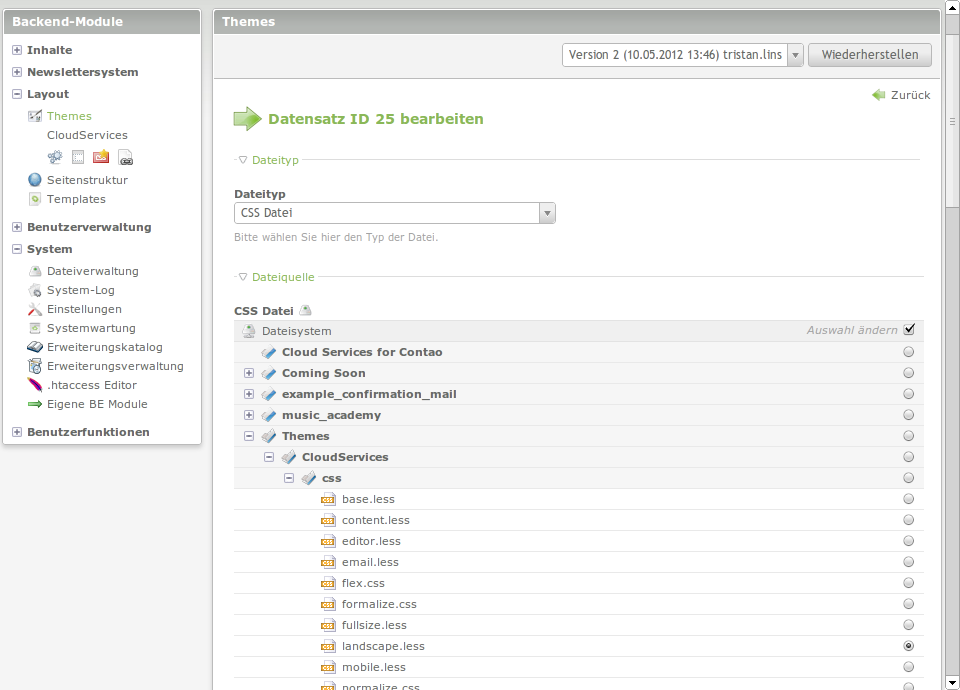 Backend-Module
Inhalte
Newslettersystem
Layout
Themes
CloudServices
Seitenstruktur
Templates
Benutzerverwaltung
System
Dateiverwaltung
System-Log
Einstellungen
Systemwartung
Erweiterungskatalog
Erweiterungsverwaltung
.htaccess Editor
Eigene BE Module
Benutzerfunktionen
Themes
Version 2 (10.05.2012 13:46) tristan.lins
Wiederherstellen
Zurück
Datensatz ID 25 bearbeiten
Dateityp
Dateityp
CSS Datei
Bitte wählen Sie hier den Typ der Datei.
Dateiquelle
CSS Datei
Dateisystem Auswahl ändern
Cloud Services for Contao
Coming Soon
example_confirmation_mail
music_academy
Themes
CloudServices
css
base.less
content.less
editor.less
email.less
flex.css
formalize.css
fullsize.less
landscape.less
mobile.less
normalize.css